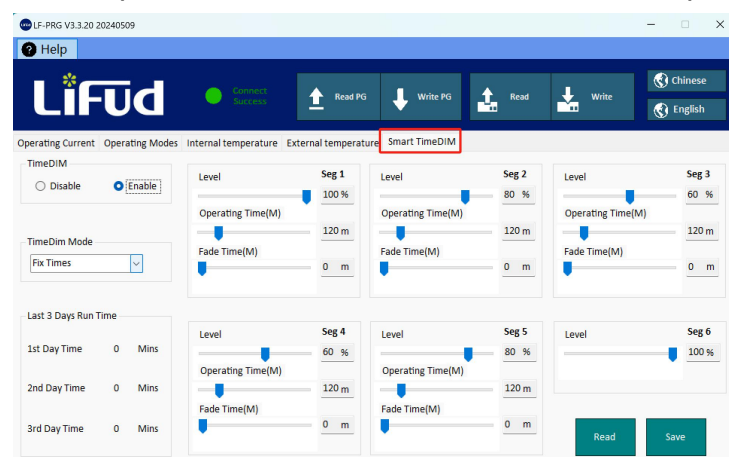 LF-PRG V3.3.20 20240509
Help
Lifud
Connect Success
Read PG
Write PG
Read
Write
Chinese
English
Operating Current Operating Modes Internal temperature External temperature Smart TimeDIM
TimeDIM
Disable Enable
TimeDim Mode
Fix Times
Level Seg 1
100 %
Operating Time(M)
120 m
Fade Time(M)
0 m
Level Seg 2
80 %
Operating Time(M)
120 m
Fade Time(M)
0 m
Level Seg 3
60 %
Operating Time(M)
120 m
Fade Time(M)
0 m
Last 3 Days Run Time
1st Day Time 0 Mins
2nd Day Time 0 Mins
3rd Day Time 0 Mins
Level Seg 4
60 %
Operating Time(M)
120 m
Fade Time(M)
0 m
Level Seg 5
80 %
Operating Time(M)
120 m
Fade Time(M)
0 m
Level Seg 6
100 %
Read Save